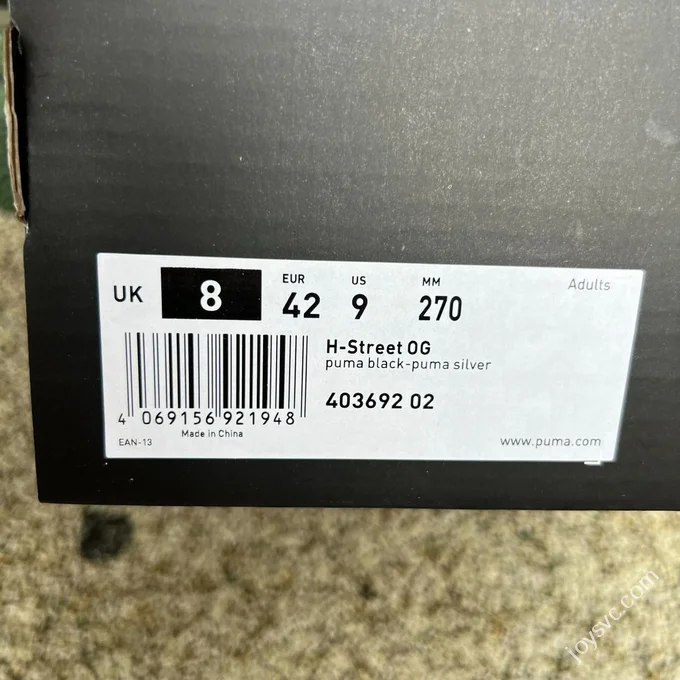 UK 8 EUR 42 US 9 MM 270 Adults
H-Street OG
puma black-puma silver
403692 02
4 069156 921948
EAN-13 Made in China
www.puma.com
joysvc.com